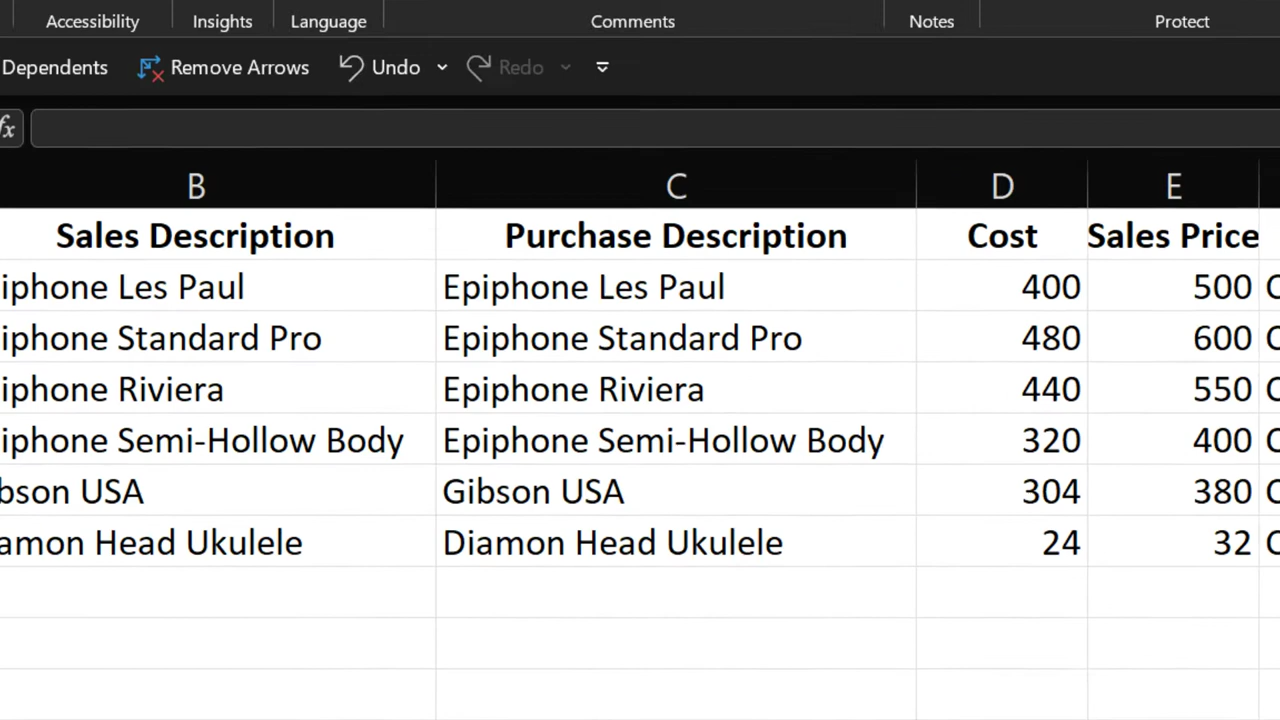 Accessibility Insights Language Comments Notes Protect
Dependents Remove Arrows Undo Redo
fx
B C D E
Sales Description Purchase Description Cost Sales Price
iphone Les Paul Epiphone Les Paul 400 500
iphone Standard Pro Epiphone Standard Pro 480 600
iphone Riviera Epiphone Riviera 440 550
iphone Semi-Hollow Body Epiphone Semi-Hollow Body 320 400
bson USA Gibson USA 304 380
amon Head Ukulele Diamon Head Ukulele 24 32